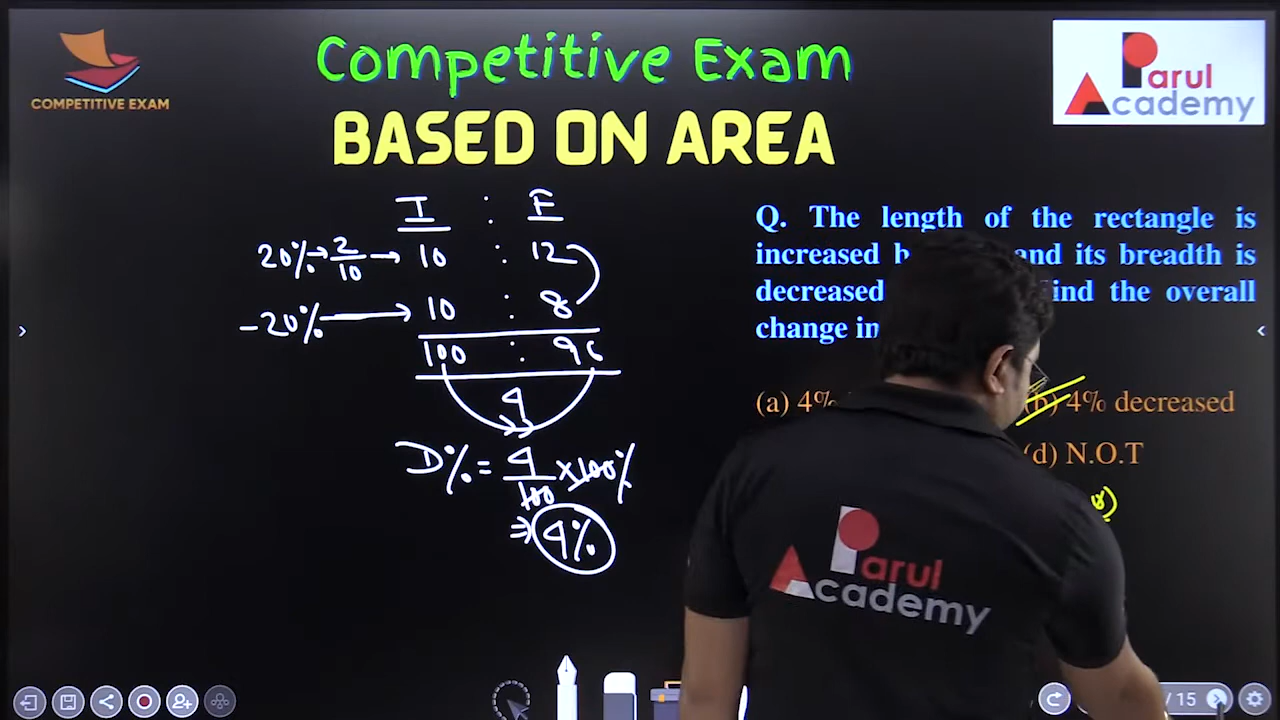 COMPETITIVE EXAM
Competitive Exam
BASED ON AREA
Parul
Academy
I : F
20% → 2/10 → 10 : 12
-20% → 10 : 8
100 : 96
4
D% = 4/100 × 100%
⇒ 4%
Q. The length of the rectangle is
increased and its breadth is
decreased the overall
change in
(a) 4%
(b) 4% decreased
(d) N.O.T
Parul
Academy
/ 15